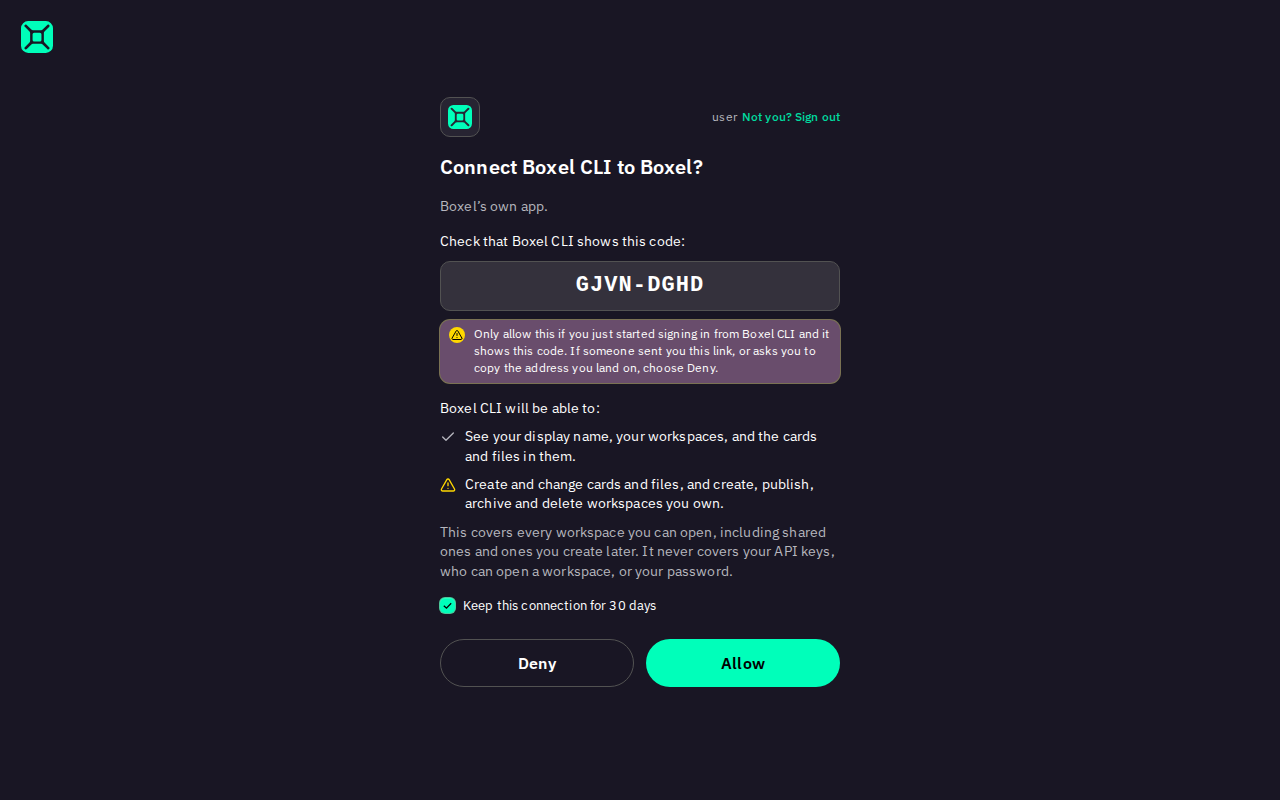 user Not you? Sign out
Connect Boxel CLI to Boxel?
Boxel’s own app.
Check that Boxel CLI shows this code:
GJVN-DGHD
Only allow this if you just started signing in from Boxel CLI and it
shows this code. If someone sent you this link, or asks you to
copy the address you land on, choose Deny.
Boxel CLI will be able to:
See your display name, your workspaces, and the cards
and files in them.
Create and change cards and files, and create, publish,
archive and delete workspaces you own.
This covers every workspace you can open, including shared
ones and ones you create later. It never covers your API keys,
who can open a workspace, or your password.
Keep this connection for 30 days
Deny
Allow